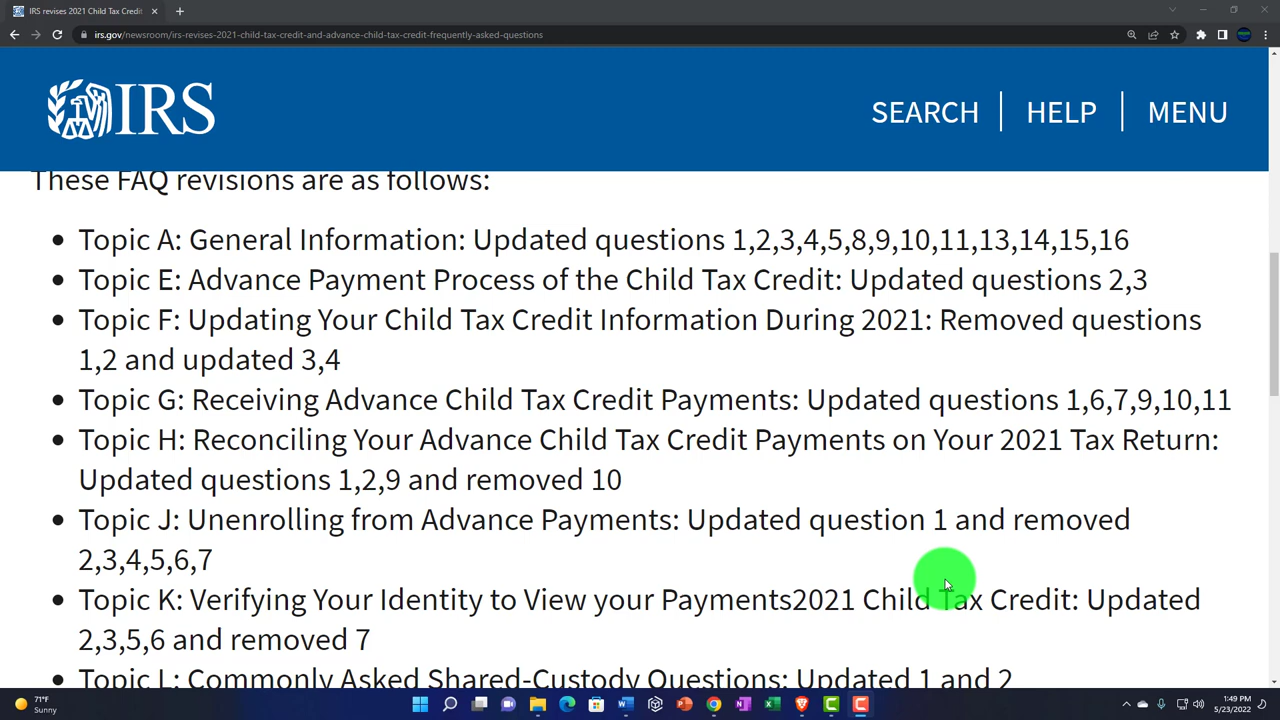 IRS revises 2021 Child Tax Credit
irs.gov/newsroom/irs-revises-2021-child-tax-credit-and-advance-child-tax-credit-frequently-asked-questions
IRS
SEARCH
HELP
MENU
These FAQ revisions are as follows:
• Topic A: General Information: Updated questions 1,2,3,4,5,8,9,10,11,13,14,15,16
• Topic E: Advance Payment Process of the Child Tax Credit: Updated questions 2,3
• Topic F: Updating Your Child Tax Credit Information During 2021: Removed questions
1,2 and updated 3,4
• Topic G: Receiving Advance Child Tax Credit Payments: Updated questions 1,6,7,9,10,11
• Topic H: Reconciling Your Advance Child Tax Credit Payments on Your 2021 Tax Return:
Updated questions 1,2,9 and removed 10
• Topic J: Unenrolling from Advance Payments: Updated question 1 and removed
2,3,4,5,6,7
• Topic K: Verifying Your Identity to View your Payments2021 Child Tax Credit: Updated
2,3,5,6 and removed 7
• Topic L: Commonly Asked Shared-Custody Questions: Updated 1 and 2
71°F
Sunny
1:49 PM
5/23/2022